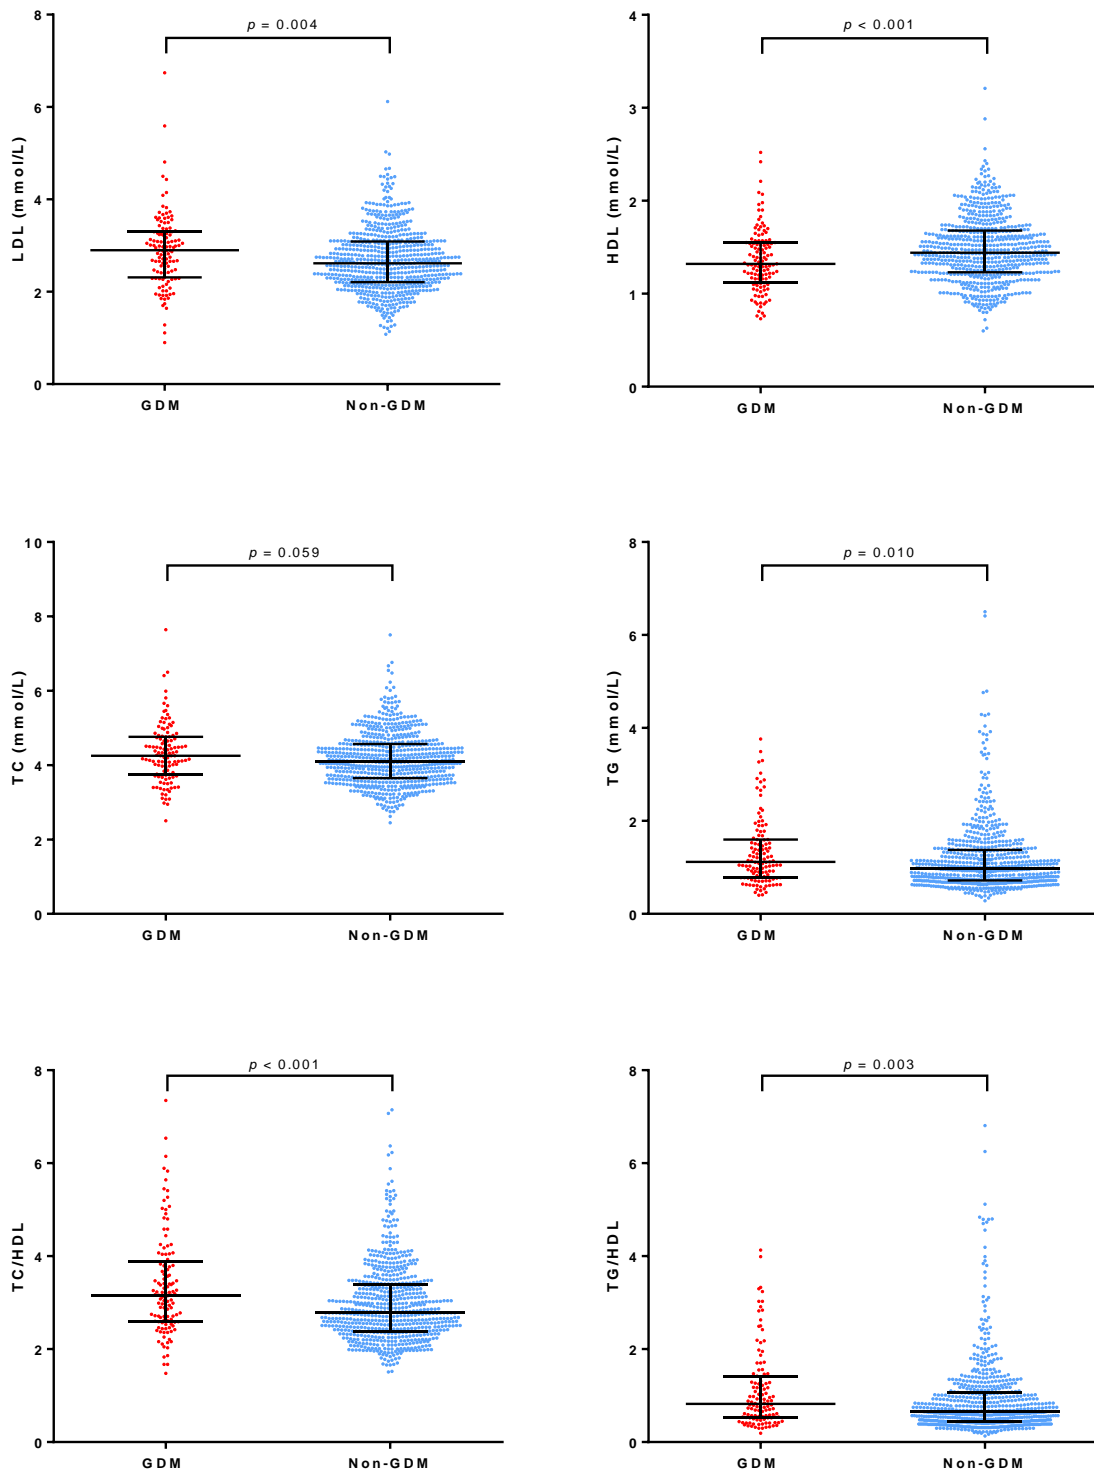 p = 0.004
LDL (mmol/L)
8
6
4
2
0
GDM Non-GDM
p < 0.001
HDL (mmol/L)
4
3
2
1
0
GDM Non-GDM
p = 0.059
TC (mmol/L)
10
8
6
4
2
0
GDM Non-GDM
p = 0.010
TG (mmol/L)
8
6
4
2
0
GDM Non-GDM
p < 0.001
TC/HDL
8
6
4
2
0
GDM Non-GDM
p = 0.003
TG/HDL
8
6
4
2
0
GDM Non-GDM